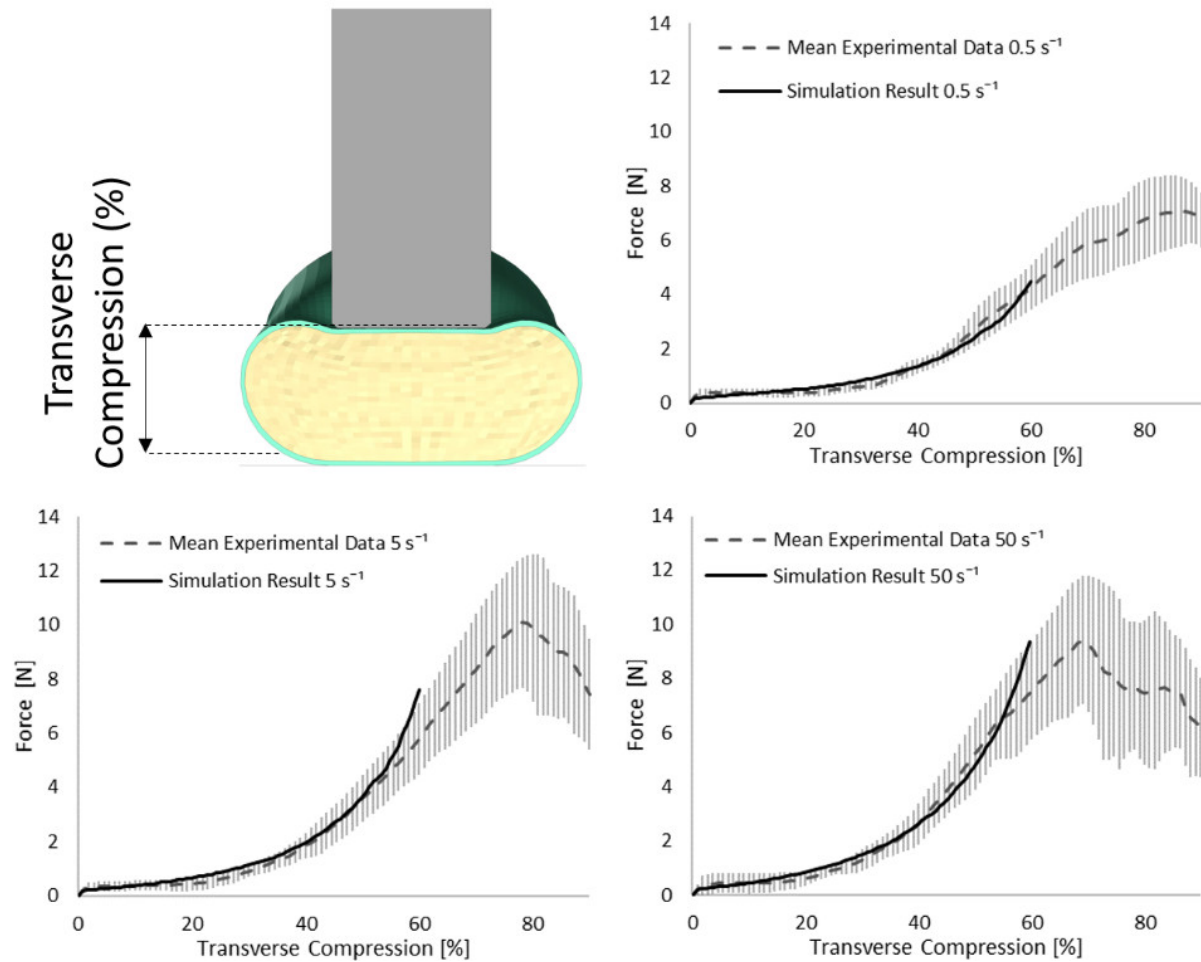 Transverse
Compression (%)
14
12
10
8
6
4
2
0
Force [N]
Mean Experimental Data 0.5 s⁻¹
Simulation Result 0.5 s⁻¹
0
20
40
60
80
Transverse Compression [%]
14
12
10
8
6
4
2
0
Force [N]
Mean Experimental Data 5 s⁻¹
Simulation Result 5 s⁻¹
0
20
40
60
80
Transverse Compression [%]
14
12
10
8
6
4
2
0
Force [N]
Mean Experimental Data 50 s⁻¹
Simulation Result 50 s⁻¹
0
20
40
60
80
Transverse Compression [%]